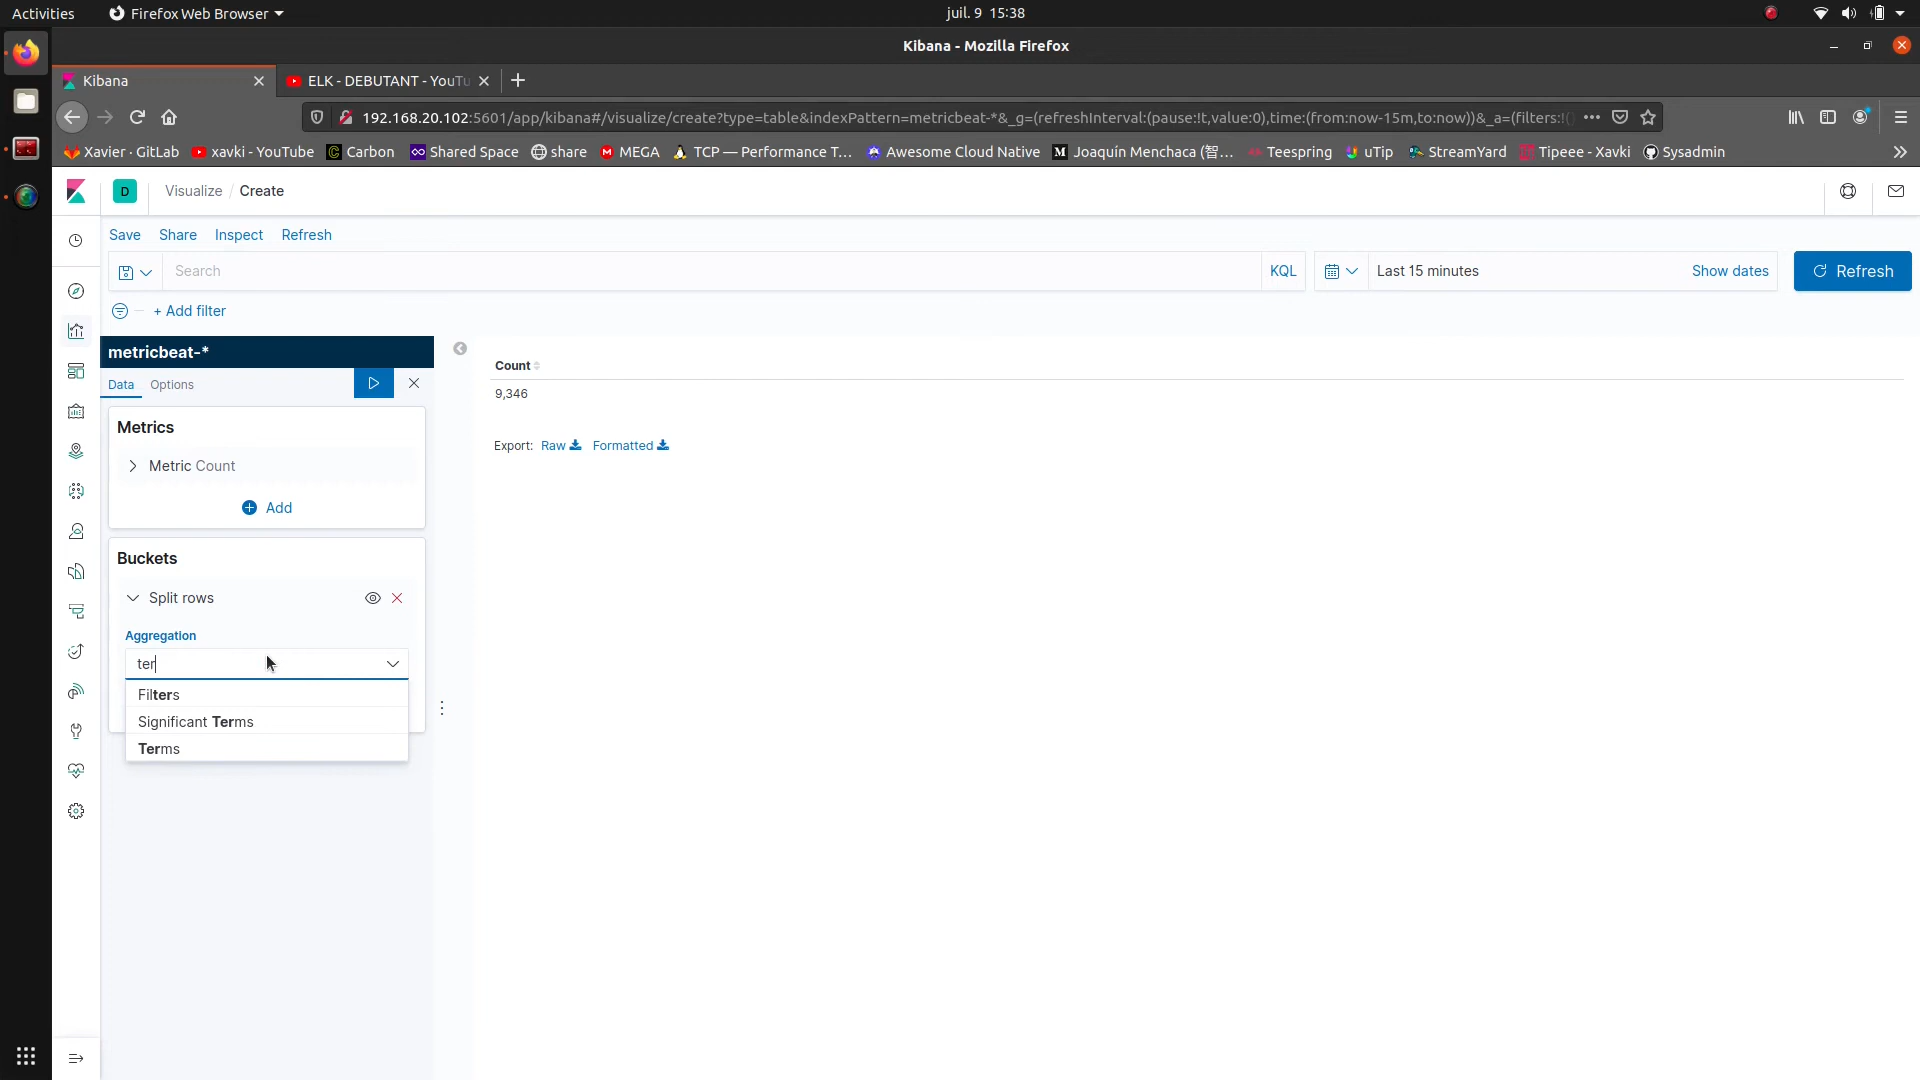 Activities
Firefox Web Browser
juil. 9 15:38
Kibana - Mozilla Firefox
Kibana
ELK - DEBUTANT - YouTu
192.168.20.102:5601/app/kibana#/visualize/create?type=table&indexPattern=metricbeat-*&_g=(refreshInterval:(pause:!t,value:0),time:(from:now-15m,to:now))&_a=(filters:!()
Xavier · GitLab
xavki - YouTube
Carbon
Shared Space
share
MEGA
TCP — Performance T...
Awesome Cloud Native
Joaquín Menchaca (智...
Teespring
uTip
StreamYard
Tipeee - Xavki
Sysadmin
D
Visualize / Create
Save
Share
Inspect
Refresh
Search
KQL
Last 15 minutes
Show dates
Refresh
+ Add filter
metricbeat-*
Data
Options
Metrics
Metric Count
Add
Buckets
Split rows
Aggregation
ter
Filters
Significant Terms
Terms
Count
9,346
Export: Raw Formatted